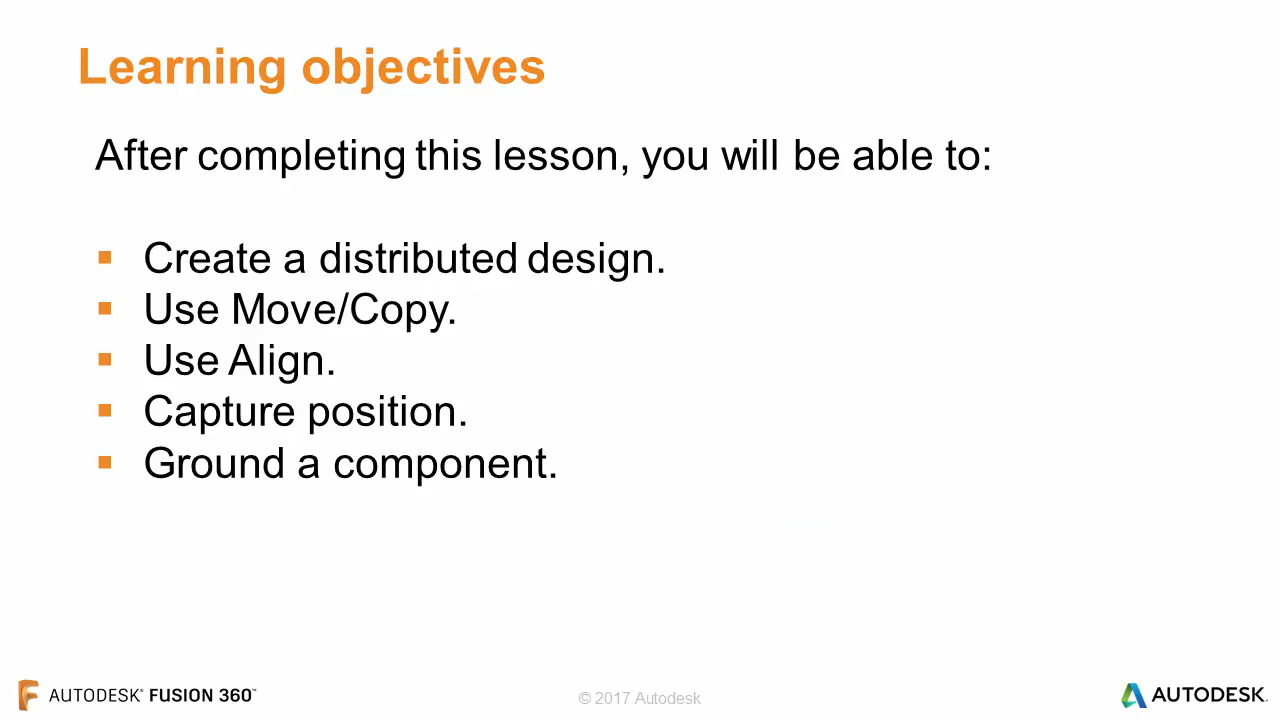 Learning objectives
After completing this lesson, you will be able to:
▪ Create a distributed design.
▪ Use Move/Copy.
▪ Use Align.
▪ Capture position.
▪ Ground a component.
AUTODESK® FUSION 360™
© 2017 Autodesk
AUTODESK.